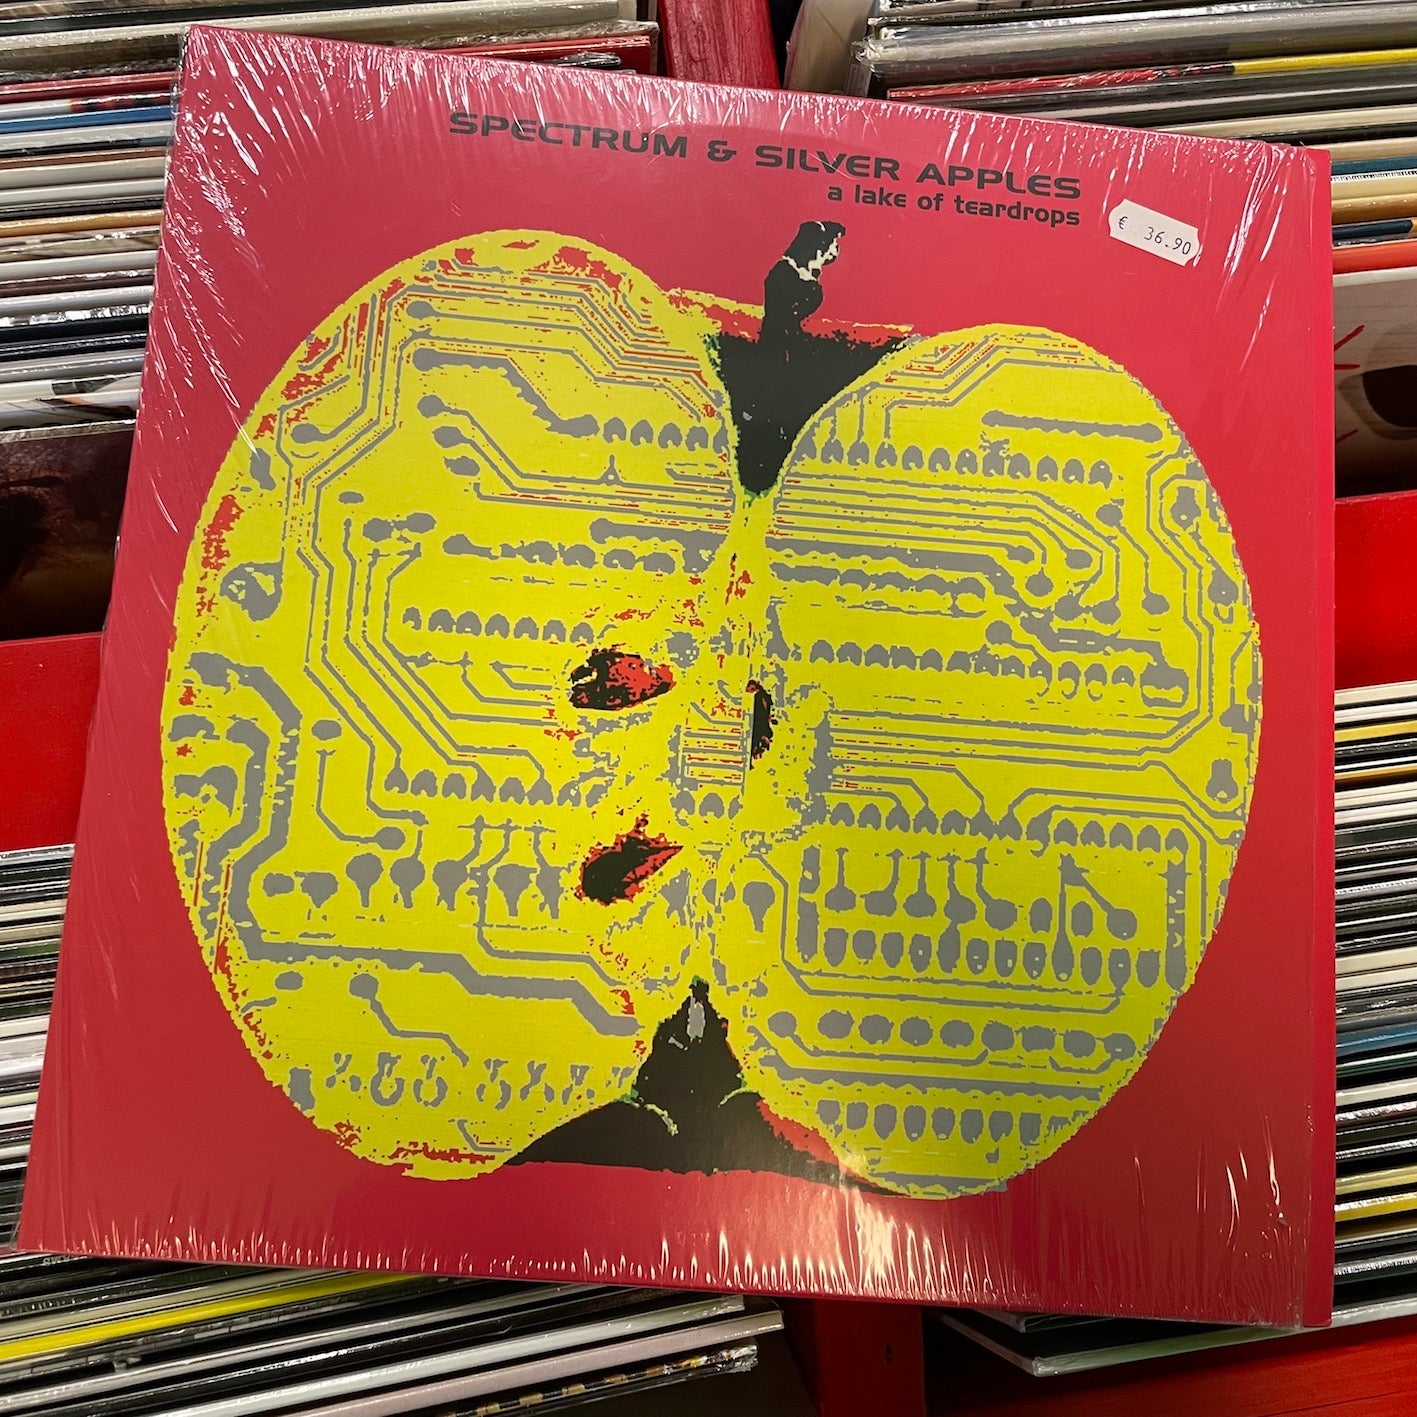 SPECTRUM & SILVER APPLES
a lake of teardrops
€ 36.90